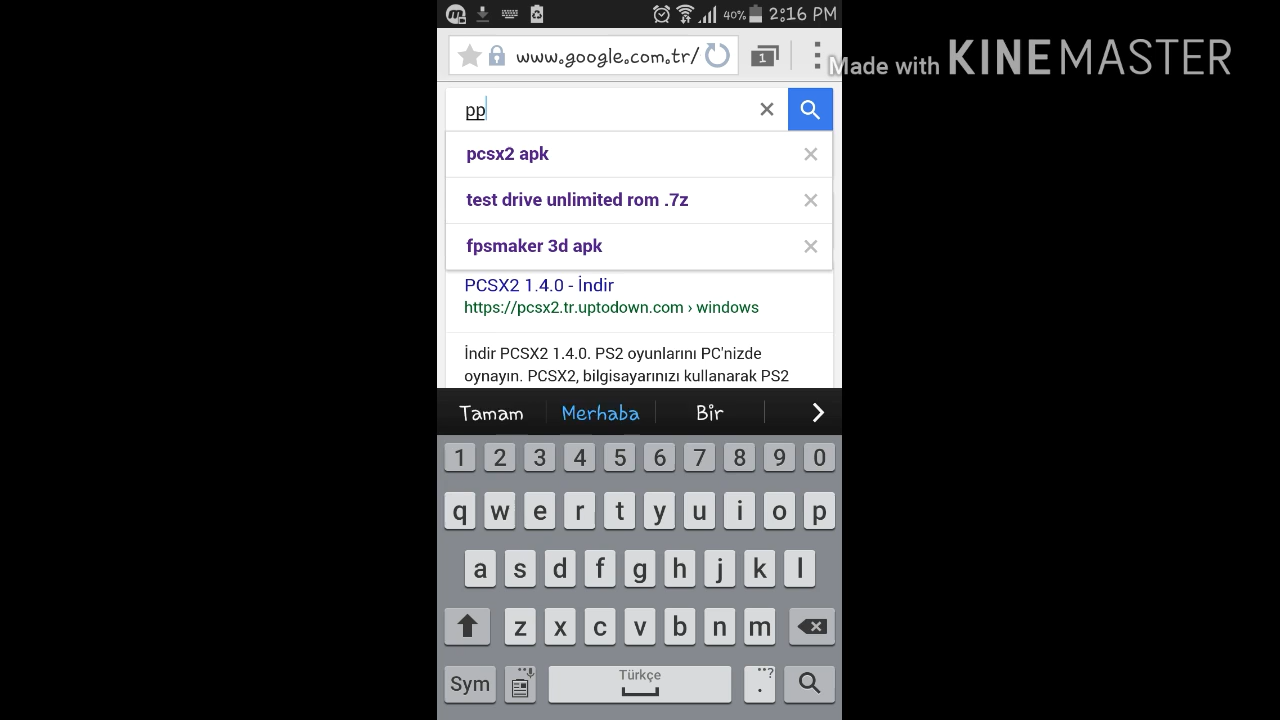 40% 2:16 PM
www.google.com.tr/ 1
Made with KINEMASTER
pp
pcsx2 apk
test drive unlimited rom .7z
fpsmaker 3d apk
PCSX2 1.4.0 - İndir
https://pcsx2.tr.uptodown.com › windows
İndir PCSX2 1.4.0. PS2 oyunlarını PC'nizde
oynayın. PCSX2, bilgisayarınızı kullanarak PS2
Tamam Merhaba Bir
1 2 3 4 5 6 7 8 9 0
q w e r t y u i o p
a s d f g h j k l
z x c v b n m
Sym Türkçe . ?